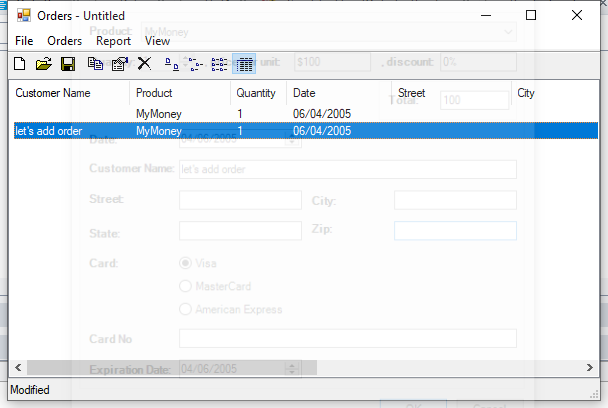 Orders - Untitled
Product: MyMoney
File Orders Report View
unit: $100 discount: 0%
Customer Name Product Quantity Date Street City
Total: 100
MyMoney 1 06/04/2005
let's add order MyMoney 1 06/04/2005
Date: 04/06/2005
Customer Name: let's add order
Street: City:
State: Zip:
Card: Visa
MasterCard
American Express
Card No
Expiration Date: 04/06/2005
Modified
OK